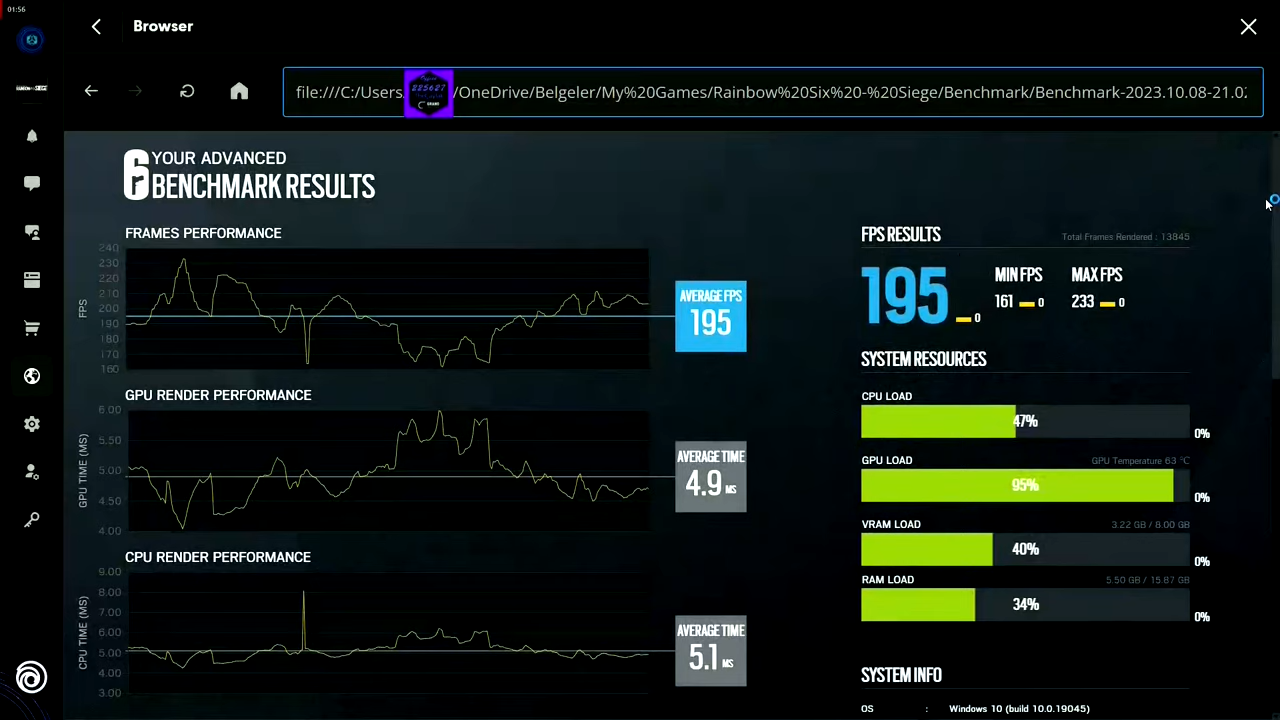 01:56
Browser
file:///C:/Users/
225627
/OneDrive/Belgeler/My%20Games/Rainbow%20Six%20-%20Siege/Benchmark/Benchmark-2023.10.08-21.02
YOUR ADVANCED
BENCHMARK RESULTS
FRAMES PERFORMANCE
FPS
240
230
220
210
200
190
180
170
160
AVERAGE FPS
195
GPU RENDER PERFORMANCE
GPU TIME (MS)
6.00
5.50
5.00
4.50
4.00
AVERAGE TIME
4.9 MS
CPU RENDER PERFORMANCE
CPU TIME (MS)
9.00
8.00
7.00
6.00
5.00
4.00
3.00
AVERAGE TIME
5.1 MS
FPS RESULTS
Total Frames Rendered : 13845
195 0
MIN FPS
161 0
MAX FPS
233 0
SYSTEM RESOURCES
CPU LOAD
47%
0%
GPU LOAD
GPU Temperature 63 °C
95%
0%
VRAM LOAD
3.22 GB / 8.00 GB
40%
0%
RAM LOAD
5.50 GB / 15.87 GB
34%
0%
SYSTEM INFO
OS : Windows 10 (build 10.0.19045)